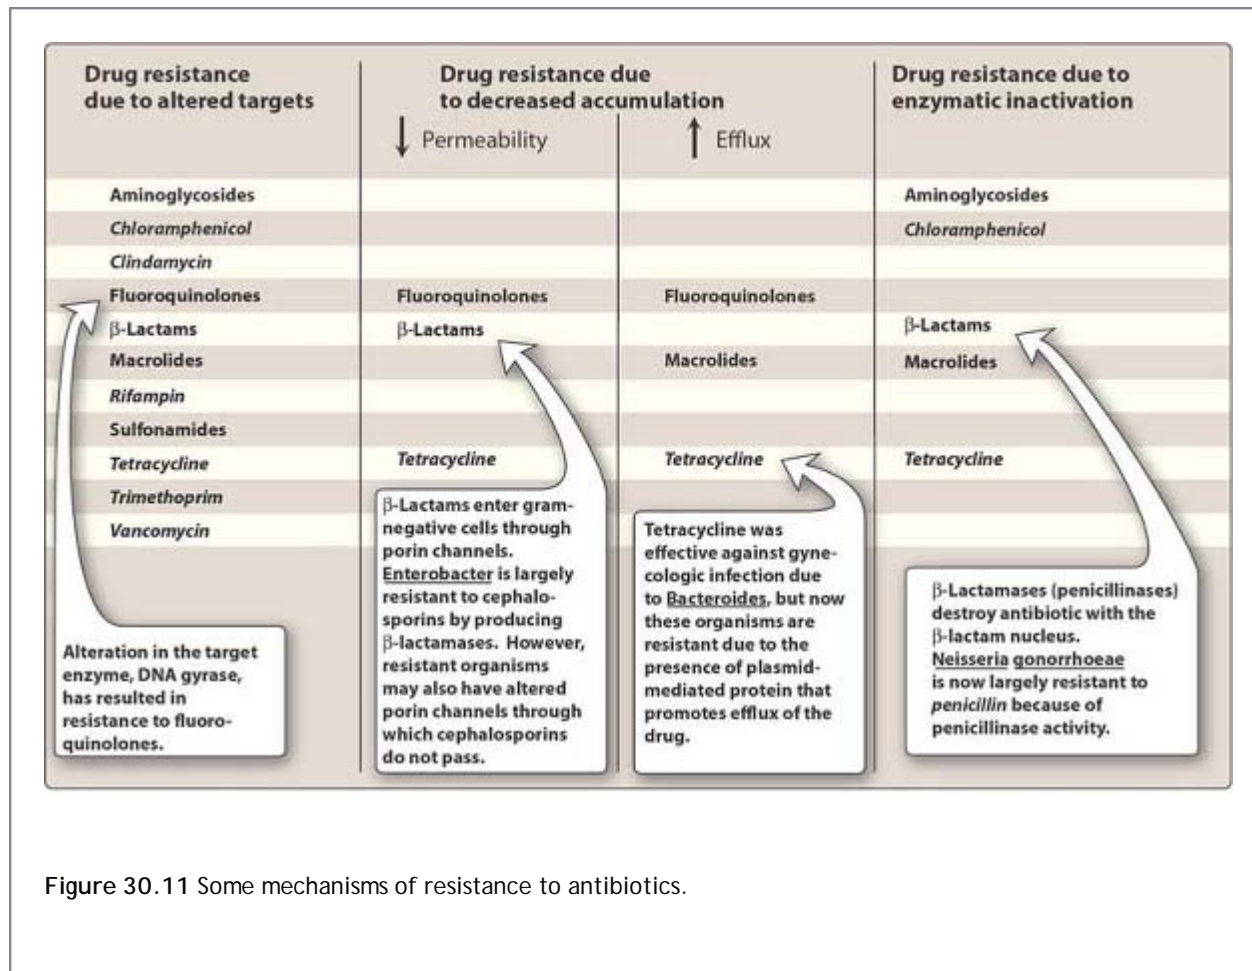 Drug resistance
due to altered targets
Drug resistance due
to decreased accumulation
↓ Permeability
↑ Efflux
Drug resistance due to
enzymatic inactivation
Aminoglycosides
Aminoglycosides
Chloramphenicol
Chloramphenicol
Clindamycin
Fluoroquinolones
Fluoroquinolones
Fluoroquinolones
β-Lactams
β-Lactams
β-Lactams
Macrolides
Macrolides
Macrolides
Rifampin
Sulfonamides
Tetracycline
Tetracycline
Tetracycline
Tetracycline
Trimethoprim
Vancomycin
Alteration in the target
enzyme, DNA gyrase,
has resulted in
resistance to fluoro-
quinolones.
β-Lactams enter gram-
negative cells through
porin channels.
Enterobacter is largely
resistant to cephalo-
sporins by producing
β-lactamases. However,
resistant organisms
may also have altered
porin channels through
which cephalosporins
do not pass.
Tetracycline was
effective against gyne-
cologic infection due
to Bacteroides, but now
these organisms are
resistant due to the
presence of plasmid-
mediated protein that
promotes efflux of the
drug.
β-Lactamases (penicillinases)
destroy antibiotic with the
β-lactam nucleus.
Neisseria gonorrhoeae
is now largely resistant to
penicillin because of
penicillinase activity.
Figure 30.11 Some mechanisms of resistance to antibiotics.